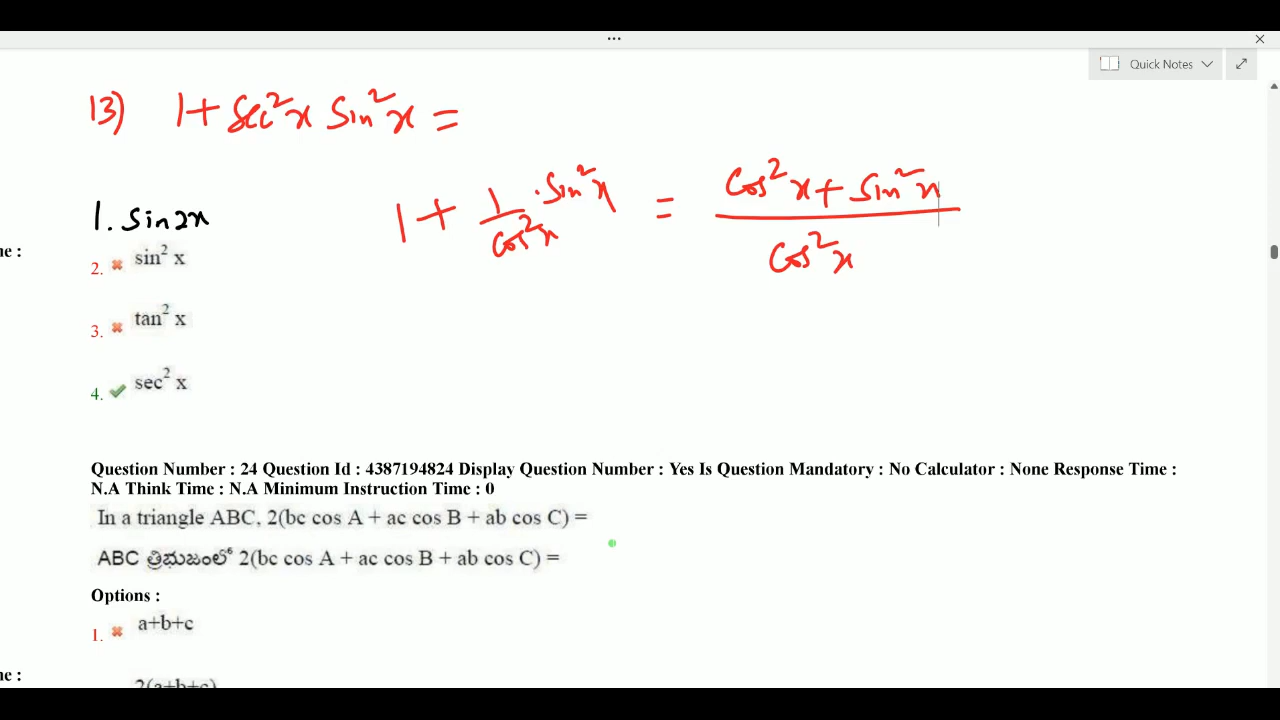 ...
Quick Notes
13) 1 + Sec²x Sin²x =
1 + 1/Cos²x · Sin²x = Cos²x + Sin²x / Cos²x
1. Sin2x
ne :
2. sin² x
3. tan² x
4. sec² x
Question Number : 24 Question Id : 4387194824 Display Question Number : Yes Is Question Mandatory : No Calculator : None Response Time :
N.A Think Time : N.A Minimum Instruction Time : 0
In a triangle ABC, 2(bc cos A + ac cos B + ab cos C) =
ABC త్రిభుజంలో 2(bc cos A + ac cos B + ab cos C) =
Options :
1. a+b+c
ne :
2(a+b+c)